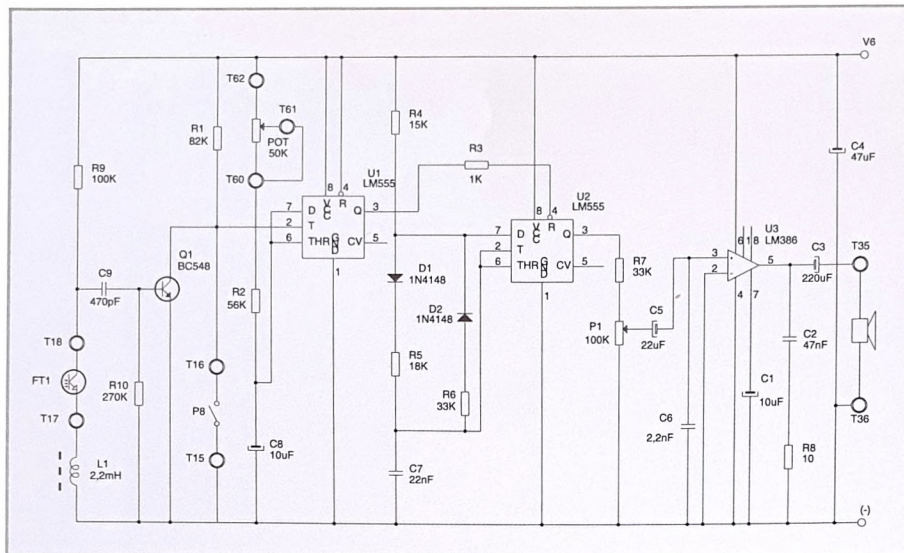 V6
T62
T61
POT
50K
T60
R1
82K
R9
100K
R4
15K
R3
1K
C4
47uF
U1
LM555
8
4
V
C
R
7
D
Q
3
2
T
6
THR
G
N
D
CV
5
1
U2
LM555
8
4
V
C
R
7
D
Q
3
2
T
6
THR
G
N
D
CV
5
1
Q1
BC548
C9
470pF
R2
56K
D1
1N4148
D2
1N4148
R7
33K
P1
100K
C5
22uF
U3
LM386
6
1
8
3
2
5
4
7
C3
220uF
T35
T18
FT1
T17
R10
270K
T16
P8
T15
R5
18K
R6
33K
C2
47nF
T36
L1
2,2mH
C8
10uF
C7
22nF
C6
2,2nF
C1
10uF
R8
10
(-)